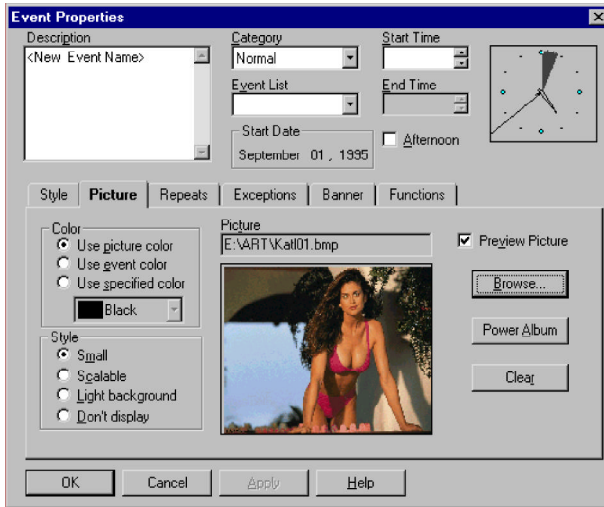 Event Properties
Description
<New Event Name>
Category
Normal
Event List
Start Time
End Time
Start Date
September 01 , 1995
Afternoon
Style Picture Repeats Exceptions Banner Functions
Color
Use picture color
Use event color
Use specified color
Black
Style
Small
Scalable
Light background
Don't display
Picture
E:\ART\Katl01.bmp
Preview Picture
Browse...
Power Album
Clear
OK Cancel Apply Help